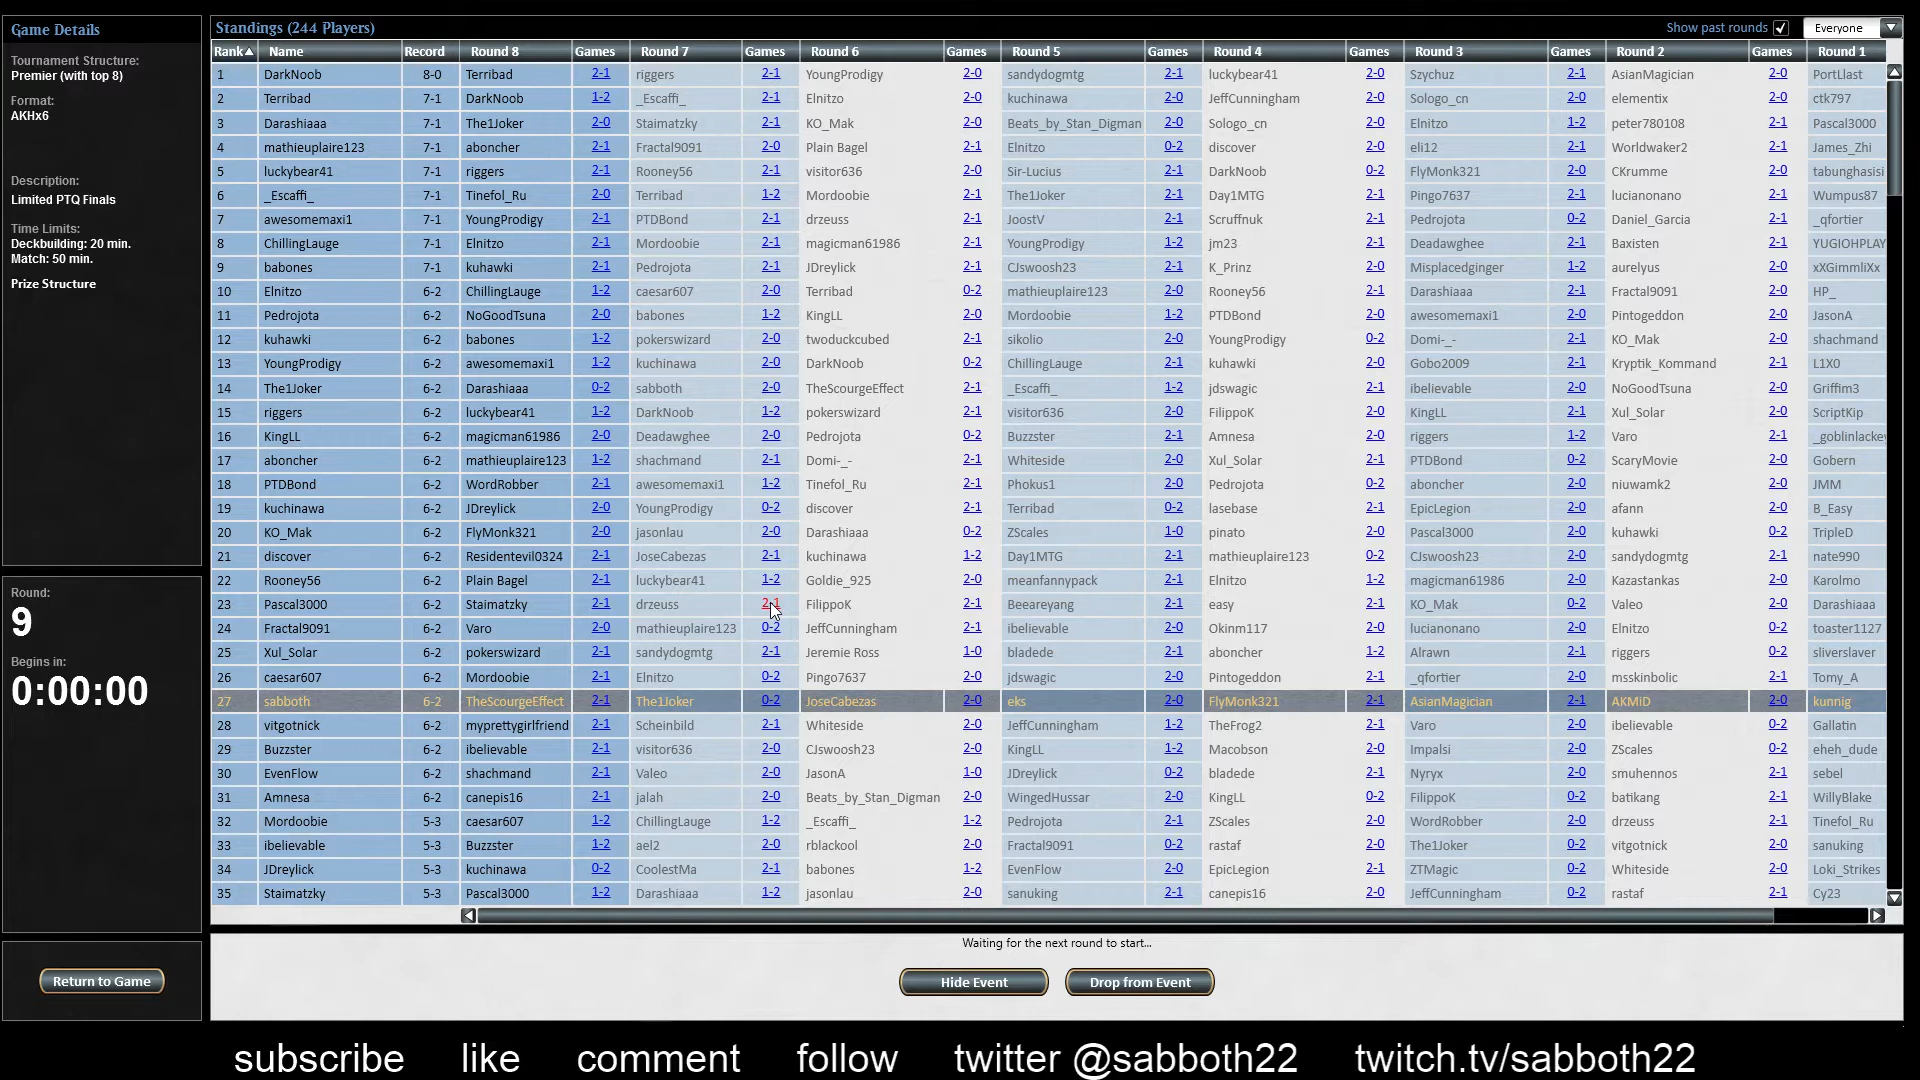 Game Details
Tournament Structure:
Premier (with top 8)
Format:
AKHx6
Description:
Limited PTQ Finals
Time Limits:
Deckbuilding: 20 min.
Match: 50 min.
Prize Structure
Round:
9
Begins in:
0:00:00
Return to Game
Standings (244 Players)
Show past rounds Everyone
Rank Name Record Round 8 Games Round 7 Games Round 6 Games Round 5 Games Round 4 Games Round 3 Games Round 2 Games Round 1
1 DarkNoob 8-0 Terribad 2-1 riggers 2-1 YoungProdigy 2-0 sandydogmtg 2-1 luckybear41 2-0 Szychuz 2-1 AsianMagician 2-0 PortLlast
2 Terribad 7-1 DarkNoob 1-2 _Escaffi_ 2-1 Elnitzo 2-0 kuchinawa 2-0 JeffCunningham 2-0 Sologo_cn 2-0 elementix 2-0 ctk797
3 Darashiaaa 7-1 The1Joker 2-0 Staimatzky 2-1 KO_Mak 2-0 Beats_by_Stan_Digman 2-0 Sologo_cn 2-0 Elnitzo 1-2 peter780108 2-1 Pascal3000
4 mathieuplaire123 7-1 aboncher 2-1 Fractal9091 2-0 Plain Bagel 2-1 Elnitzo 0-2 discover 2-0 eli12 2-1 Worldwaker2 2-1 James_Zhi
5 luckybear41 7-1 riggers 2-1 Rooney56 2-1 visitor636 2-0 Sir-Lucius 2-1 DarkNoob 0-2 FlyMonk321 2-0 CKrumme 2-0 tabunghasisi
6 _Escaffi_ 7-1 Tinefol_Ru 2-0 Terribad 1-2 Mordoobie 2-1 The1Joker 2-1 Day1MTG 2-1 Pingo7637 2-1 lucianonano 2-0 Wumpus87
7 awesomemaxi1 7-1 YoungProdigy 2-1 PTDBond 2-1 drzeuss 2-1 JoostV 2-1 Scruffnuk 2-1 Pedrojota 0-2 Daniel_Garcia 2-1 _qfortier
8 ChillingLauge 7-1 Elnitzo 2-1 Mordoobie 2-1 magicman61986 2-1 YoungProdigy 1-2 jm23 2-1 Deadawghee 2-1 Baxisten 2-1 YUGIOHPLAY
9 babones 7-1 kuhawki 2-1 Pedrojota 2-1 JDreylick 2-1 CJswoosh23 2-1 K_Prinz 2-0 Misplacedginger 1-2 aurelyus 2-0 xXGimmliXx
10 Elnitzo 6-2 ChillingLauge 1-2 caesar607 2-0 Terribad 0-2 mathieuplaire123 2-0 Rooney56 2-1 Darashiaaa 2-1 Fractal9091 2-0 HP_
11 Pedrojota 6-2 NoGoodTsuna 2-0 babones 1-2 KingLL 2-0 Mordoobie 1-2 PTDBond 2-0 awesomemaxi1 2-0 Pintogeddon 2-0 JasonA
12 kuhawki 6-2 babones 1-2 pokerswizard 2-0 twoduckcubed 2-1 sikolio 2-0 YoungProdigy 0-2 Domi-_- 2-1 KO_Mak 2-0 shachmand
13 YoungProdigy 6-2 awesomemaxi1 1-2 kuchinawa 2-0 DarkNoob 0-2 ChillingLauge 2-1 kuhawki 2-0 Gobo2009 2-1 Kryptik_Kommand 2-1 L1X0
14 The1Joker 6-2 Darashiaaa 0-2 sabboth 2-0 TheScourgeEffect 2-1 _Escaffi_ 1-2 jdswagic 2-1 ibelievable 2-0 NoGoodTsuna 2-0 Griffim3
15 riggers 6-2 luckybear41 1-2 DarkNoob 1-2 pokerswizard 2-1 visitor636 2-0 FilippoK 2-0 KingLL 2-1 Xul_Solar 2-0 ScriptKip
16 KingLL 6-2 magicman61986 2-0 Deadawghee 2-0 Pedrojota 0-2 Buzzster 2-1 Amnesa 2-0 riggers 1-2 Varo 2-1 _goblinlackey
17 aboncher 6-2 mathieuplaire123 1-2 shachmand 2-1 Domi-_- 2-1 Whiteside 2-0 Xul_Solar 2-1 PTDBond 0-2 ScaryMovie 2-0 Gobern
18 PTDBond 6-2 WordRobber 2-1 awesomemaxi1 1-2 Tinefol_Ru 2-1 Phokus1 2-0 Pedrojota 0-2 aboncher 2-0 niuwamk2 2-0 JMM
19 kuchinawa 6-2 JDreylick 2-0 YoungProdigy 0-2 discover 2-1 Terribad 0-2 lasebase 2-1 EpicLegion 2-0 afann 2-0 B_Easy
20 KO_Mak 6-2 FlyMonk321 2-0 jasonlau 2-0 Darashiaaa 0-2 ZScales 1-0 pinato 2-0 Pascal3000 2-0 kuhawki 0-2 TripleD
21 discover 6-2 Residentevil0324 2-1 JoseCabezas 2-1 kuchinawa 1-2 Day1MTG 2-1 mathieuplaire123 0-2 CJswoosh23 2-0 sandydogmtg 2-1 nate990
22 Rooney56 6-2 Plain Bagel 2-1 luckybear41 1-2 Goldie_925 2-0 meanfannypack 2-1 Elnitzo 1-2 magicman61986 2-0 Kazastankas 2-0 Karolmo
23 Pascal3000 6-2 Staimatzky 2-1 drzeuss 2-1 FilippoK 2-1 Beeareyang 2-1 easy 2-1 KO_Mak 0-2 Valeo 2-0 Darashiaaa
24 Fractal9091 6-2 Varo 2-0 mathieuplaire123 0-2 JeffCunningham 2-1 ibelievable 2-0 Okinm117 2-0 lucianonano 2-0 Elnitzo 0-2 toaster1127
25 Xul_Solar 6-2 pokerswizard 2-0 sandydogmtg 2-1 Jeremie Ross 1-0 bladede 2-1 aboncher 1-2 Alrawn 2-1 riggers 0-2 sliverslaver
26 caesar607 6-2 Mordoobie 2-1 Elnitzo 0-2 Pingo7637 2-0 jdswagic 2-0 Pintogeddon 2-1 _qfortier 2-0 msskinbolic 2-1 Tomy_A
27 sabboth 6-2 TheScourgeEffect 2-1 The1Joker 0-2 JoseCabezas 2-0 eks 2-0 FlyMonk321 2-1 AsianMagician 2-1 AKMiD 2-0 kunnig
28 vitgotnick 6-2 myprettygirlfriend 2-1 Scheinbild 2-1 Whiteside 2-0 JeffCunningham 1-2 TheFrog2 2-1 Varo 2-0 ibelievable 0-2 Gallatin
29 Buzzster 6-2 ibelievable 2-1 visitor636 2-0 CJswoosh23 2-0 KingLL 1-2 Macobson 2-0 Impalsi 2-0 ZScales 0-2 eheh_dude
30 EvenFlow 6-2 shachmand 2-1 Valeo 2-0 JasonA 1-0 JDreylick 0-2 bladede 2-1 Nyryx 2-0 smuhennos 2-1 sebel
31 Amnesa 6-2 canepis16 2-1 jalah 2-0 Beats_by_Stan_Digman 2-0 WingedHussar 2-0 KingLL 0-2 FilippoK 0-2 batikang 2-1 WillyBlake
32 Mordoobie 5-3 caesar607 1-2 ChillingLauge 1-2 _Escaffi_ 1-2 Pedrojota 2-1 ZScales 2-0 WordRobber 2-0 drzeuss 2-1 Tinefol_Ru
33 ibelievable 5-3 Buzzster 1-2 ael2 2-0 rblackool 2-0 Fractal9091 0-2 rastaf 2-0 The1Joker 0-2 vitgotnick 2-0 sanuking
34 JDreylick 5-3 kuchinawa 0-2 CoolestMa 2-1 babones 1-2 EvenFlow 2-0 EpicLegion 2-1 ZTMagic 0-2 Whiteside 2-0 Loki_Strikes
35 Staimatzky 5-3 Pascal3000 1-2 Darashiaaa 1-2 jasonlau 2-0 sanuking 2-1 canepis16 2-0 JeffCunningham 0-2 rastaf 2-1 Cy23
Waiting for the next round to start...
Hide Event Drop from Event
subscribe like comment follow twitter @sabboth22 twitch.tv/sabboth22